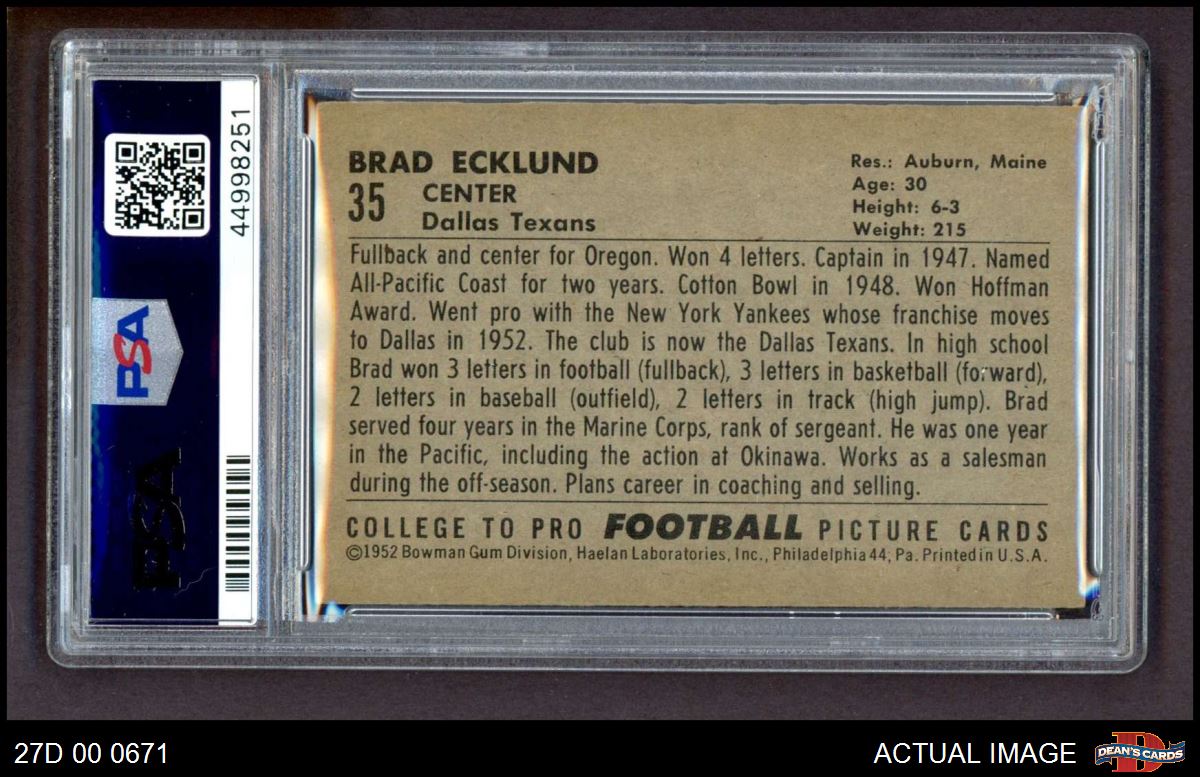 44998251
PSA
PSA
BRAD ECKLUND
35 CENTER
Dallas Texans
Res.: Auburn, Maine
Age: 30
Height: 6-3
Weight: 215
Fullback and center for Oregon. Won 4 letters. Captain in 1947. Named
All-Pacific Coast for two years. Cotton Bowl in 1948. Won Hoffman
Award. Went pro with the New York Yankees whose franchise moves
to Dallas in 1952. The club is now the Dallas Texans. In high school
Brad won 3 letters in football (fullback), 3 letters in basketball (forward),
2 letters in baseball (outfield), 2 letters in track (high jump). Brad
served four years in the Marine Corps, rank of sergeant. He was one year
in the Pacific, including the action at Okinawa. Works as a salesman
during the off-season. Plans career in coaching and selling.
COLLEGE TO PRO FOOTBALL PICTURE CARDS
©1952 Bowman Gum Division, Haelan Laboratories, Inc., Philadelphia 44, Pa. Printed in U.S.A.
27D 00 0671
ACTUAL IMAGE
D
DEAN'S CARDS